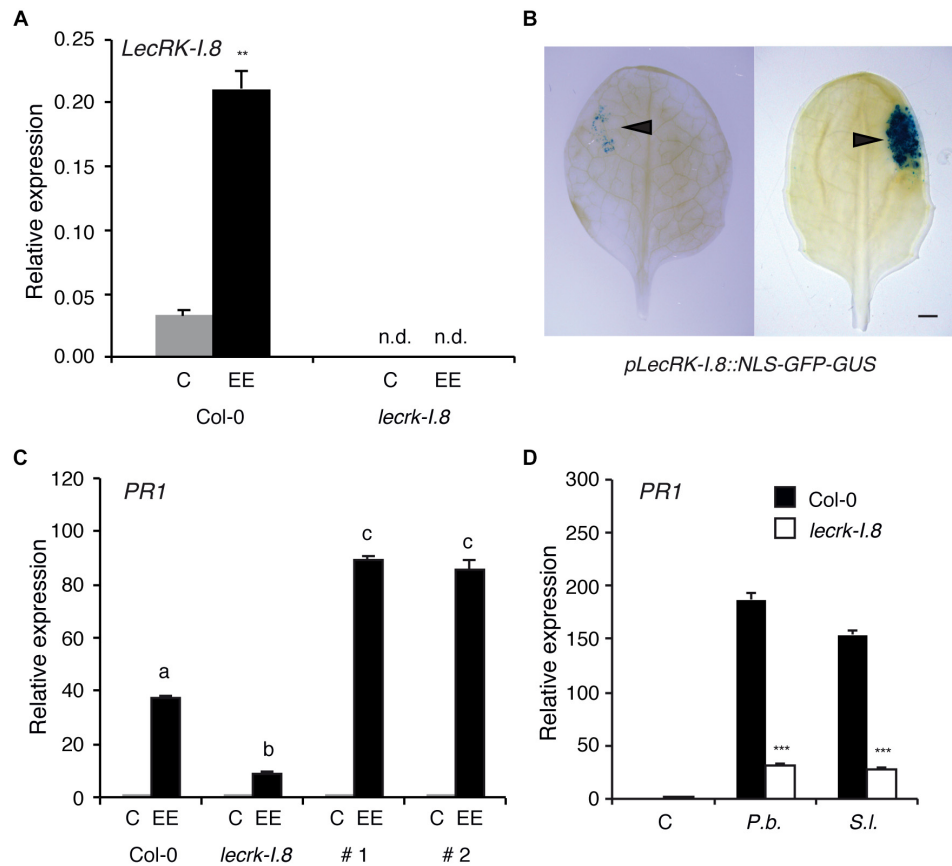 A
LecRK-I.8
Relative expression
0.25
0.20
0.15
0.10
0.05
0.00
**
n.d. n.d.
C EE C EE
Col-0 lecrk-I.8
B
pLecRK-I.8::NLS-GFP-GUS
C
PR1
Relative expression
120
100
80
60
40
20
0
a
b
c
c
C EE C EE C EE C EE
Col-0 lecrk-I.8 # 1 # 2
D
PR1
Col-0
lecrk-I.8
Relative expression
300
250
200
150
100
50
0
***
***
C P.b. S.l.